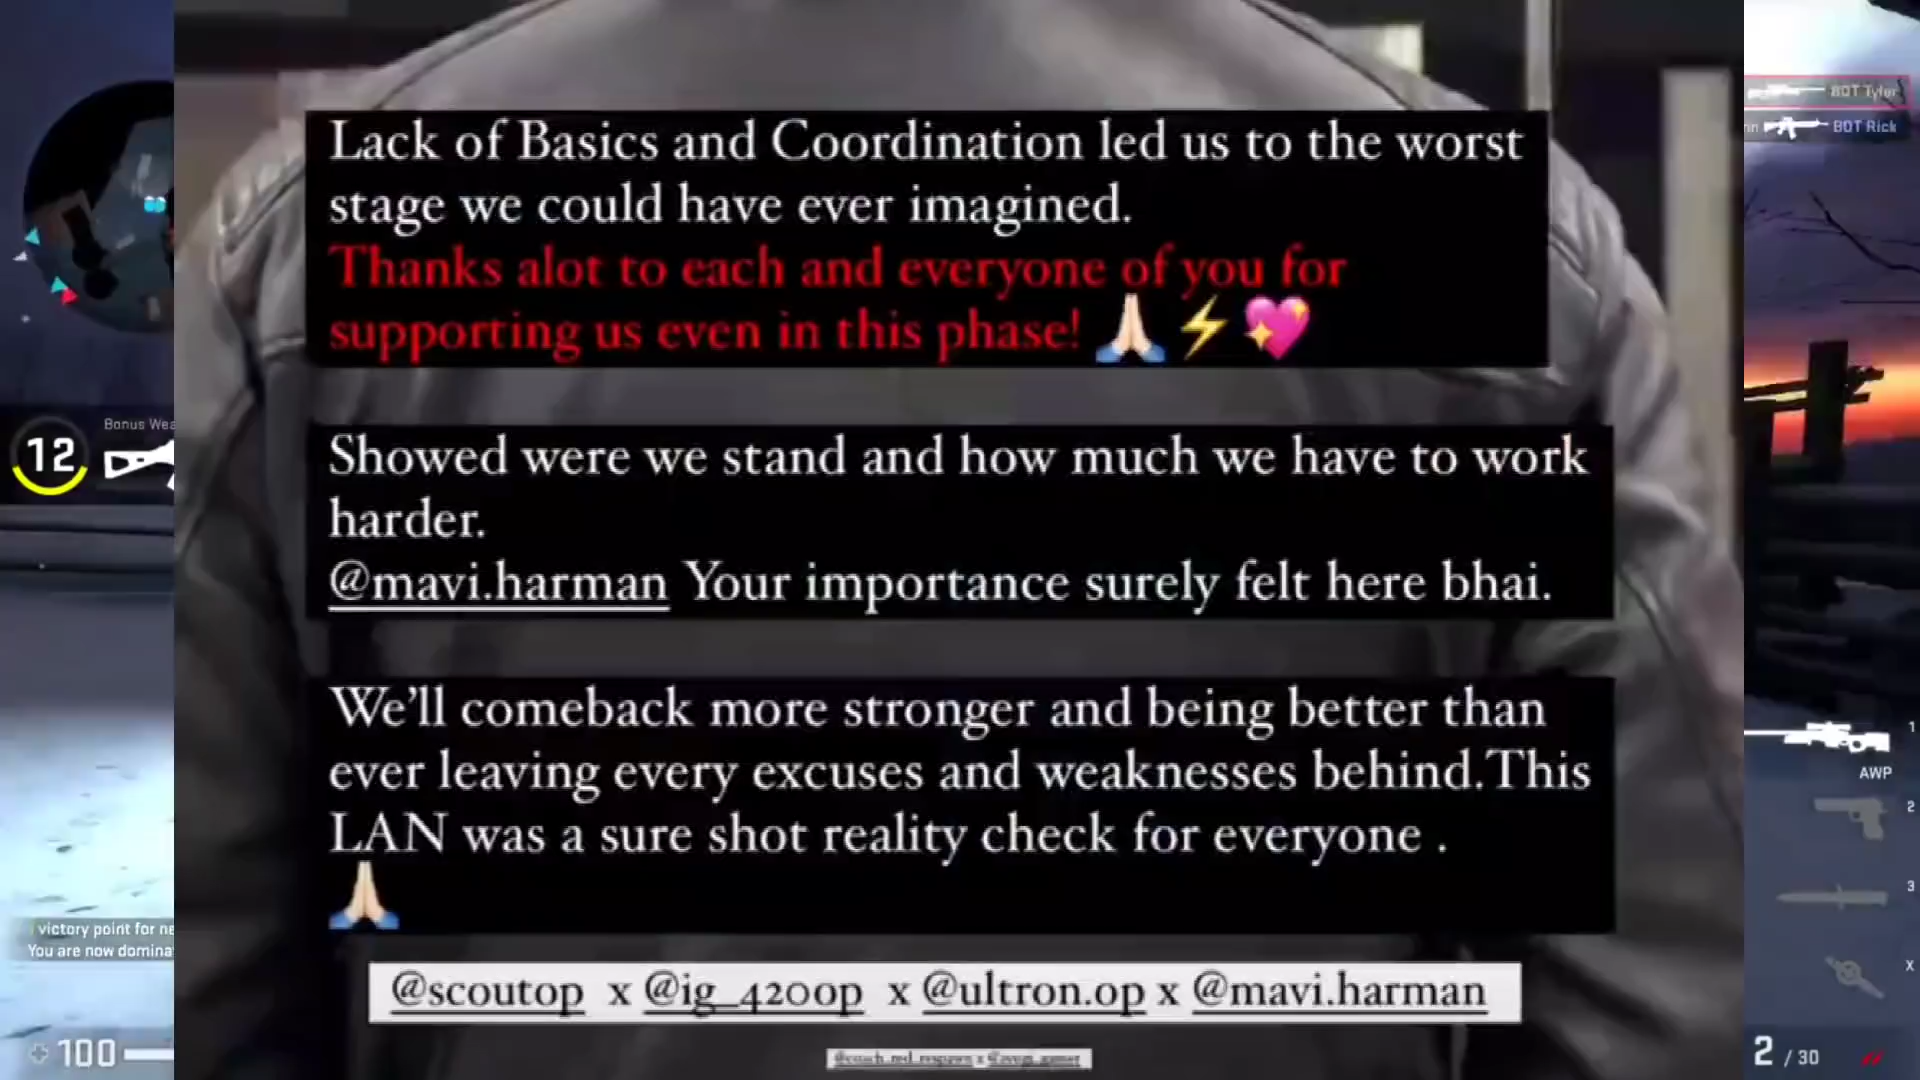 BOT Tyler
BOT Rick
Lack of Basics and Coordination led us to the worst
stage we could have ever imagined.
Thanks alot to each and everyone of you for
supporting us even in this phase! 🙏🏻⚡💖
12
Bonus Wea
Showed were we stand and how much we have to work
harder.
@mavi.harman Your importance surely felt here bhai.
We'll comeback more stronger and being better than
ever leaving every excuses and weaknesses behind.This
LAN was a sure shot reality check for everyone .
🙏🏻
1
AWP
2
3
X
victory point for ne
You are now domina
@scoutop x @ig_420op x @ultron.op x @mavi.harman
100
2 / 30